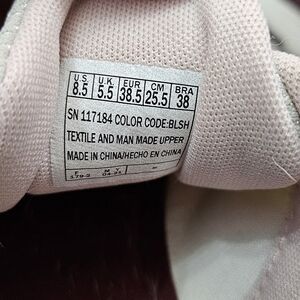 U.S. U.K. EUR CM BRA
8.5 5.5 38.5 25.5 38
SN 117184 COLOR CODE:BLSH
TEXTILE AND MAN MADE UPPER
MADE IN CHINA/HECHO EN CHINA